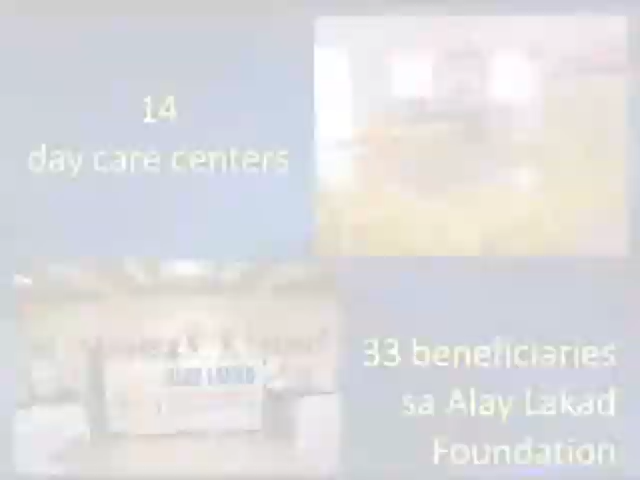 14
day care centers
33 beneficiaries
sa Alay Lakad
Foundation